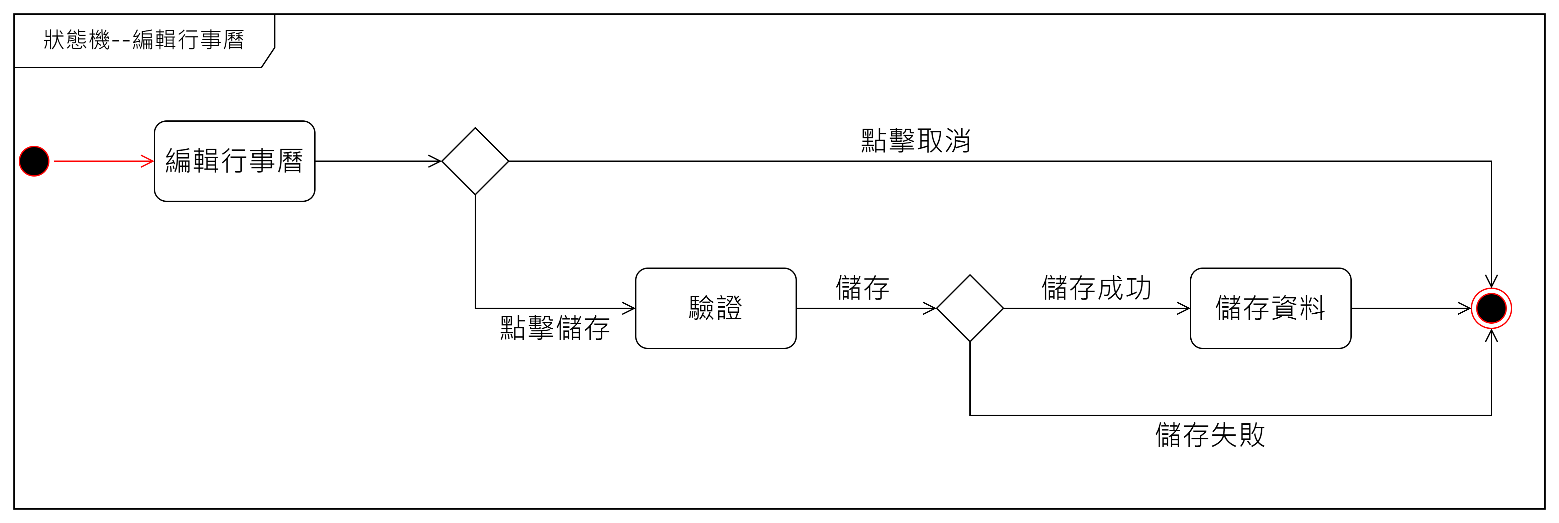 狀態機--編輯行事曆
編輯行事曆
點擊取消
點擊儲存
驗證
儲存
儲存成功
儲存資料
儲存失敗